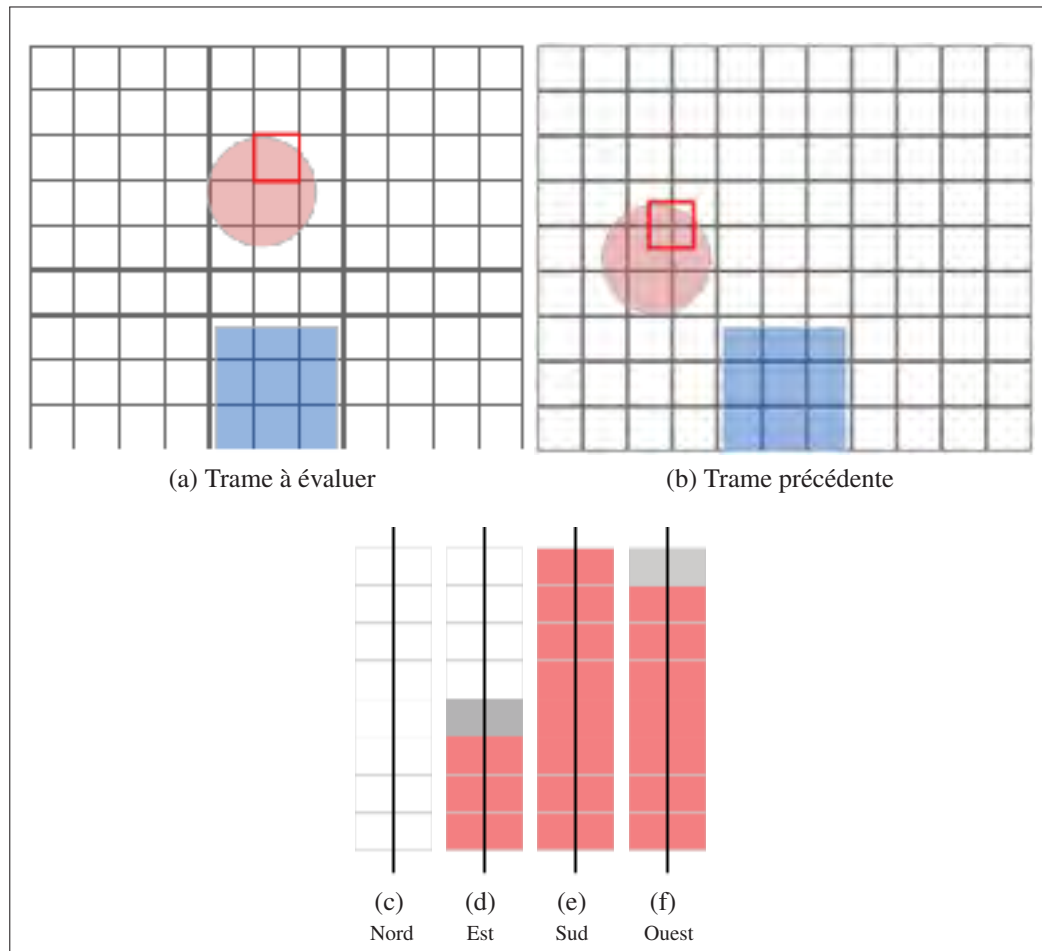 (a) Trame à évaluer
(b) Trame précédente
(c)
Nord
(d)
Est
(e)
Sud
(f)
Ouest